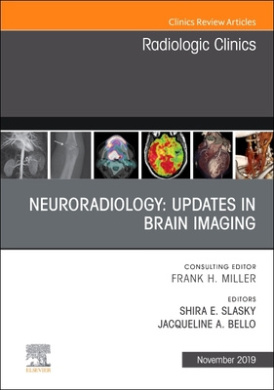 Clinics Review Articles
Radiologic Clinics
NEURORADIOLOGY: UPDATES IN
BRAIN IMAGING
CONSULTING EDITOR
FRANK H. MILLER
EDITORS
SHIRA E. SLASKY
JACQUELINE A. BELLO
ELSEVIER
November 2019